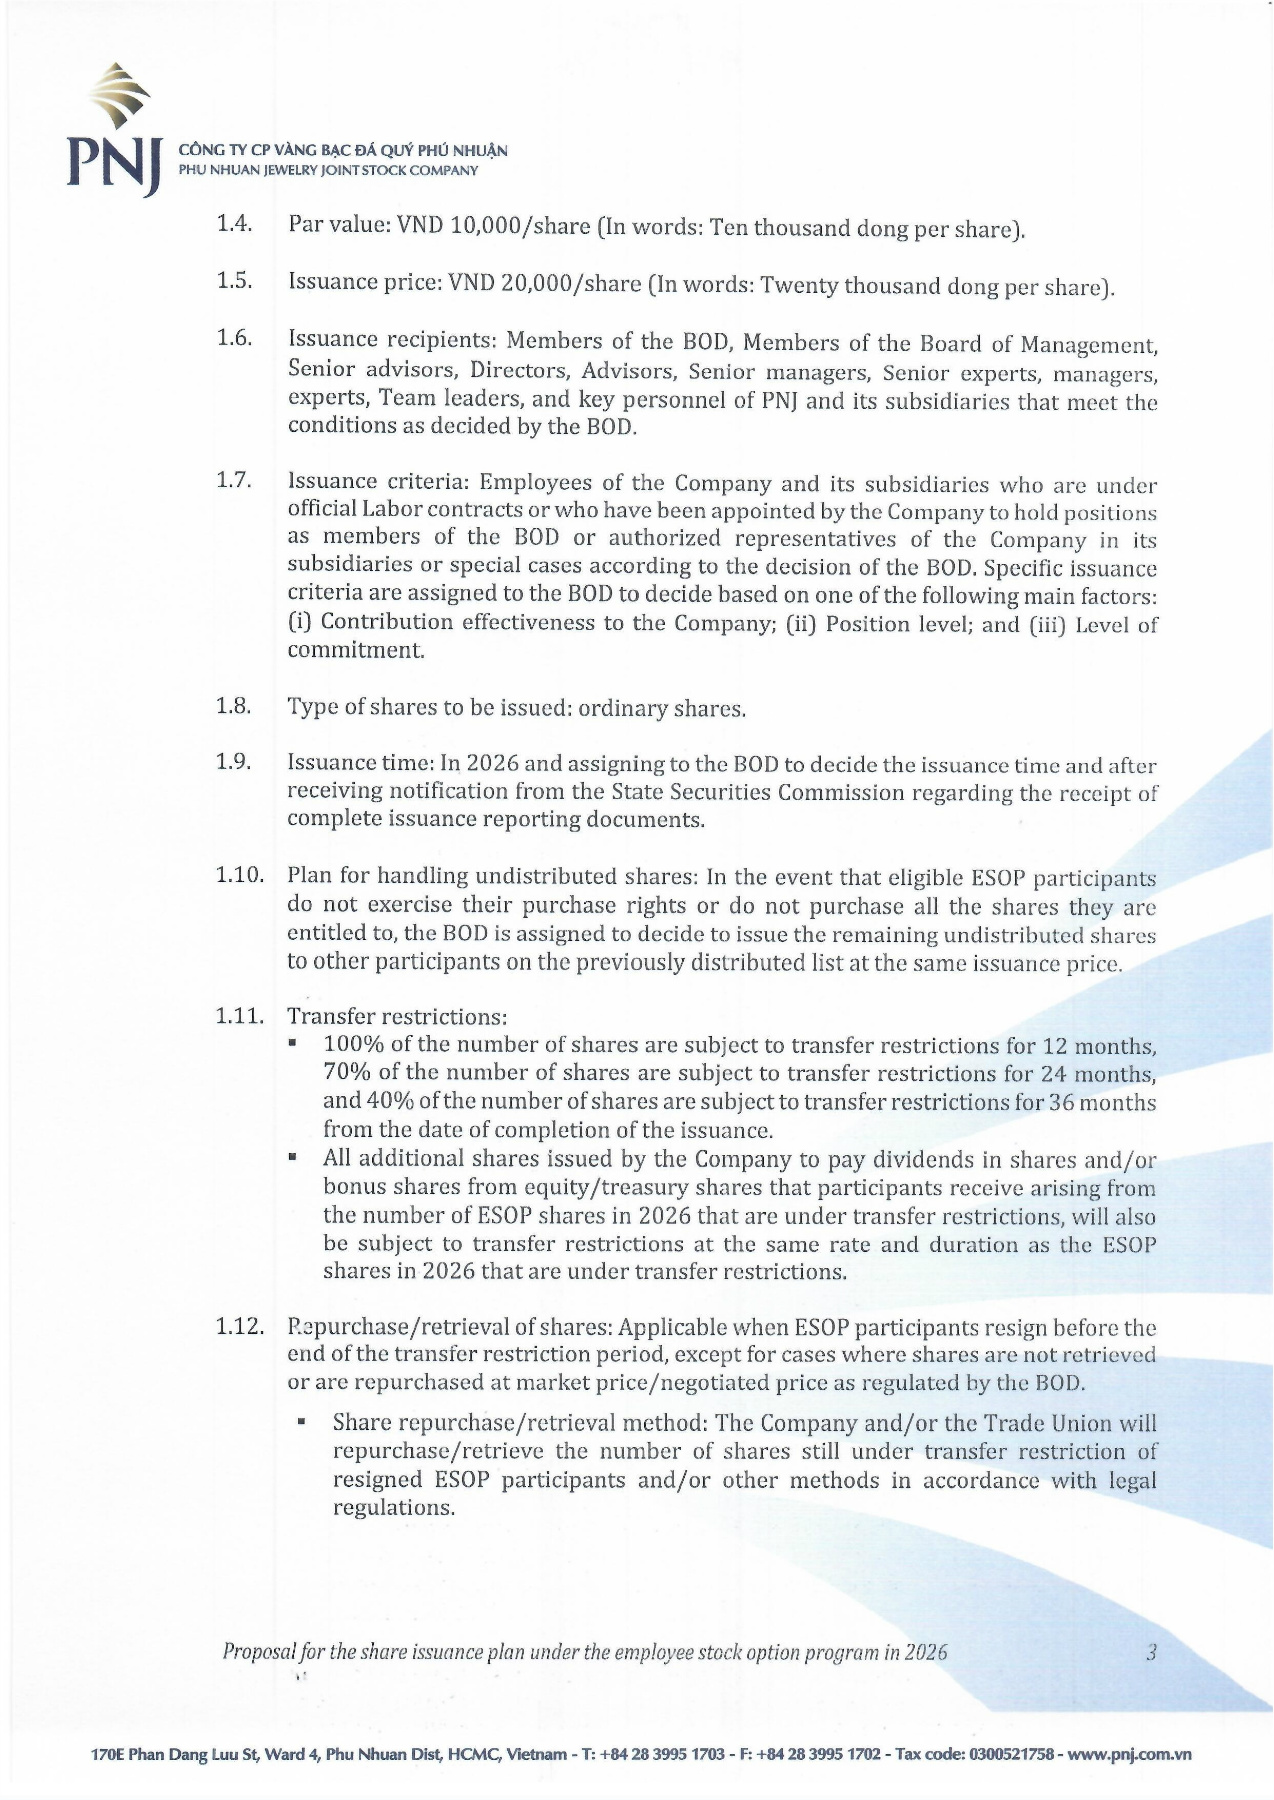 PNJ
CÔNG TY CP VÀNG BẠC ĐÁ QUÝ PHÚ NHUẬN
PHU NHUAN JEWELRY JOINT STOCK COMPANY
1.4. Par value: VND 10,000/share (In words: Ten thousand dong per share).
1.5. Issuance price: VND 20,000/share (In words: Twenty thousand dong per share).
1.6. Issuance recipients: Members of the BOD, Members of the Board of Management,
Senior advisors, Directors, Advisors, Senior managers, Senior experts, managers,
experts, Team leaders, and key personnel of PNJ and its subsidiaries that meet the
conditions as decided by the BOD.
1.7. Issuance criteria: Employees of the Company and its subsidiaries who are under
official Labor contracts or who have been appointed by the Company to hold positions
as members of the BOD or authorized representatives of the Company in its
subsidiaries or special cases according to the decision of the BOD. Specific issuance
criteria are assigned to the BOD to decide based on one of the following main factors:
(i) Contribution effectiveness to the Company; (ii) Position level; and (iii) Level of
commitment.
1.8. Type of shares to be issued: ordinary shares.
1.9. Issuance time: In 2026 and assigning to the BOD to decide the issuance time and after
receiving notification from the State Securities Commission regarding the receipt of
complete issuance reporting documents.
1.10. Plan for handling undistributed shares: In the event that eligible ESOP participants
do not exercise their purchase rights or do not purchase all the shares they are
entitled to, the BOD is assigned to decide to issue the remaining undistributed shares
to other participants on the previously distributed list at the same issuance price.
1.11. Transfer restrictions:
▪ 100% of the number of shares are subject to transfer restrictions for 12 months,
70% of the number of shares are subject to transfer restrictions for 24 months,
and 40% of the number of shares are subject to transfer restrictions for 36 months
from the date of completion of the issuance.
▪ All additional shares issued by the Company to pay dividends in shares and/or
bonus shares from equity/treasury shares that participants receive arising from
the number of ESOP shares in 2026 that are under transfer restrictions, will also
be subject to transfer restrictions at the same rate and duration as the ESOP
shares in 2026 that are under transfer restrictions.
1.12. Repurchase/retrieval of shares: Applicable when ESOP participants resign before the
end of the transfer restriction period, except for cases where shares are not retrieved
or are repurchased at market price/negotiated price as regulated by the BOD.
▪ Share repurchase/retrieval method: The Company and/or the Trade Union will
repurchase/retrieve the number of shares still under transfer restriction of
resigned ESOP participants and/or other methods in accordance with legal
regulations.
Proposal for the share issuance plan under the employee stock option program in 2026 3
170E Phan Dang Luu St, Ward 4, Phu Nhuan Dist, HCMC, Vietnam - T: +84 28 3995 1703 - F: +84 28 3995 1702 - Tax code: 0300521758 - www.pnj.com.vn